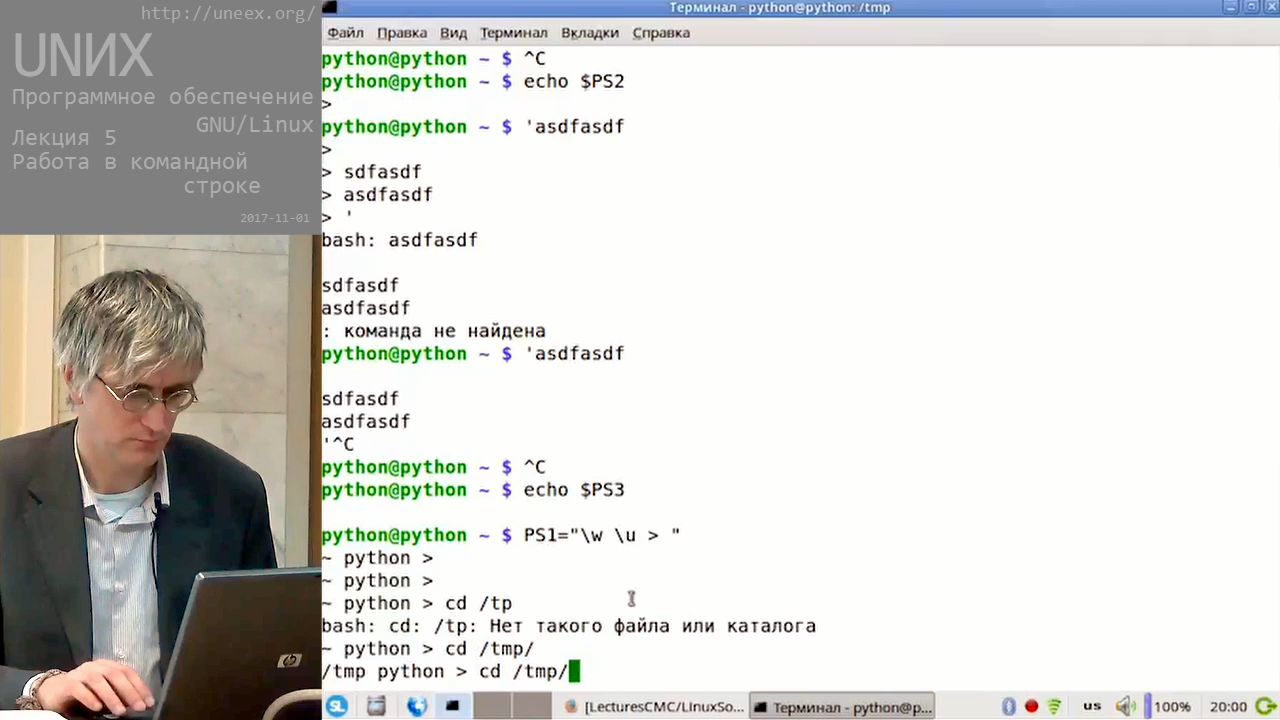 http://uneex.org/
UNИX
Программное обеспечение
GNU/Linux
Лекция 5
Работа в командной
строке
2017-11-01
Терминал - python@python: /tmp
Файл Правка Вид Терминал Вкладки Справка
python@python ~ $ ^C
python@python ~ $ echo $PS2
>
python@python ~ $ 'asdfasdf
>
> sdfasdf
> asdfasdf
> '
bash: asdfasdf
sdfasdf
asdfasdf
: команда не найдена
python@python ~ $ 'asdfasdf
sdfasdf
asdfasdf
'^C
python@python ~ $ ^C
python@python ~ $ echo $PS3
python@python ~ $ PS1="\w \u > "
~ python >
~ python >
~ python > cd /tp
bash: cd: /tp: Нет такого файла или каталога
~ python > cd /tmp/
/tmp python > cd /tmp/
SL [LecturesCMC/LinuxSo... Терминал - python@p... us 100% 20:00
hp